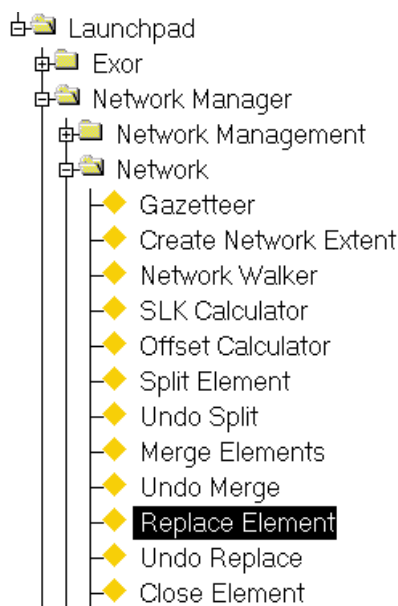 Launchpad
Exor
Network Manager
Network Management
Network
Gazetteer
Create Network Extent
Network Walker
SLK Calculator
Offset Calculator
Split Element
Undo Split
Merge Elements
Undo Merge
Replace Element
Undo Replace
Close Element